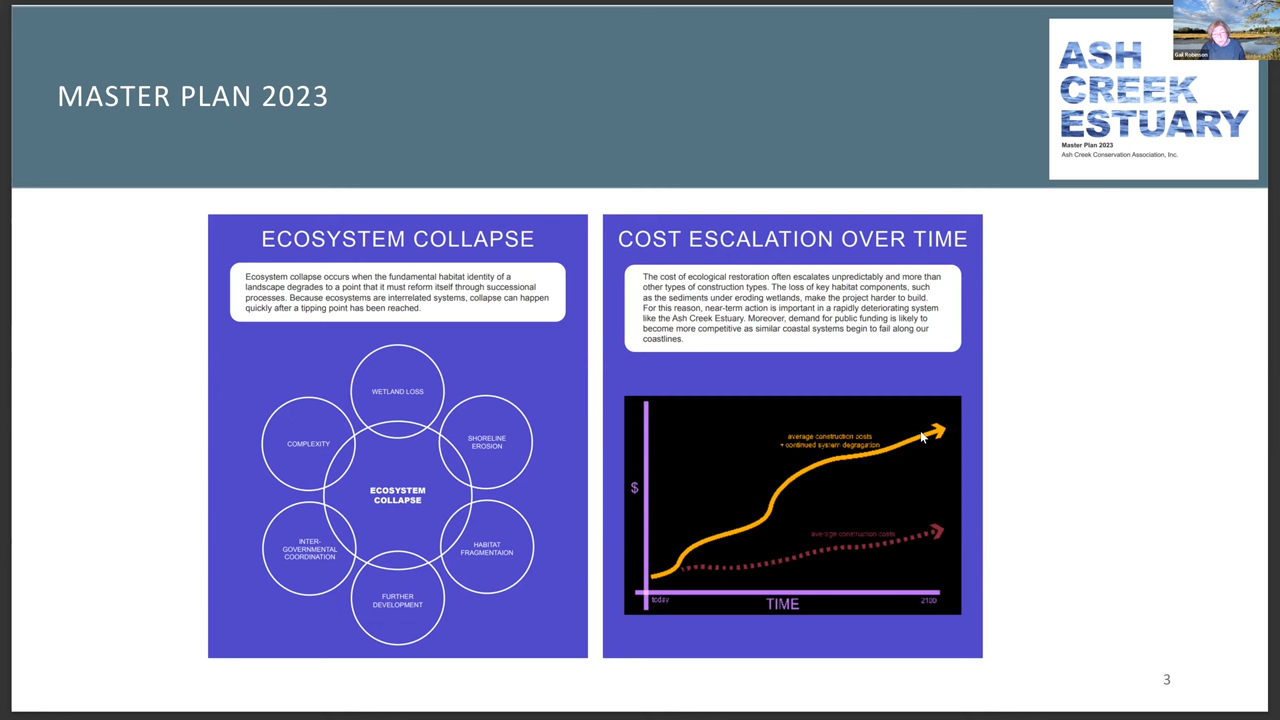 MASTER PLAN 2023
ASH
CREEK
ESTUARY
Master Plan 2023
Ash Creek Conservation Association, Inc.
Gail Robinson
ECOSYSTEM COLLAPSE
Ecosystem collapse occurs when the fundamental habitat identity of a
landscape degrades to a point that it must reform itself through successional
processes. Because ecosystems are interrelated systems, collapse can happen
quickly after a tipping point has been reached.
WETLAND LOSS
SHORELINE
EROSION
HABITAT
FRAGMENTAION
FURTHER
DEVELOPMENT
INTER-
GOVERNMENTAL
COORDINATION
COMPLEXITY
ECOSYSTEM
COLLAPSE
COST ESCALATION OVER TIME
The cost of ecological restoration often escalates unpredictably and more than
other types of construction types. The loss of key habitat components, such
as the sediments under eroding wetlands, make the project harder to build.
For this reason, near-term action is important in a rapidly deteriorating system
like the Ash Creek Estuary. Moreover, demand for public funding is likely to
become more competitive as similar coastal systems begin to fail along our
coastlines.
average construction costs
+ continued system degragation
$
average construction costs
today
TIME
2100
3